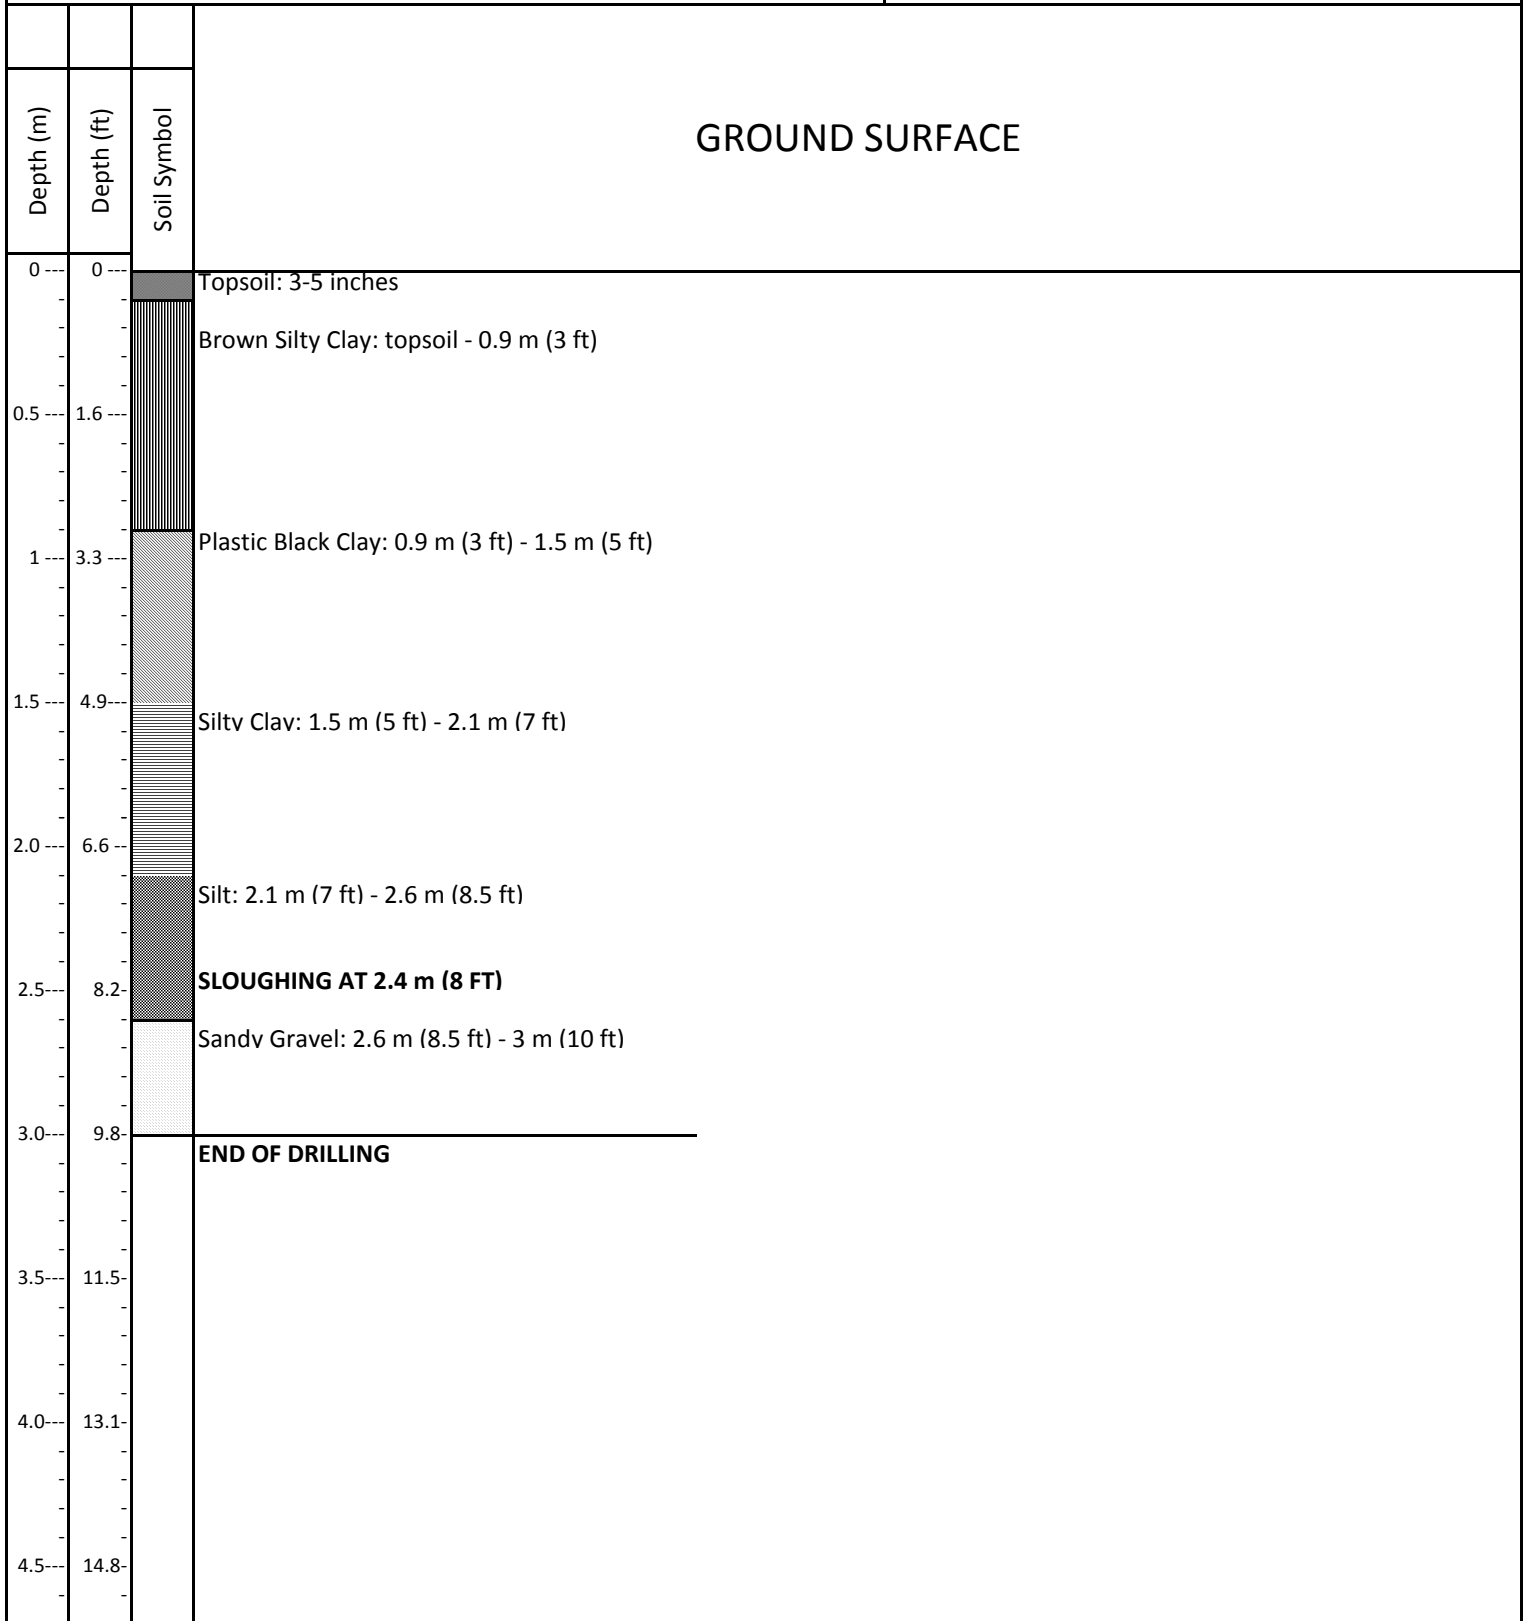 Depth (m)
Depth (ft)
Soil Symbol
GROUND SURFACE
0 --- 0 ---
Topsoil: 3-5 inches
- -
- -
Brown Silty Clay: topsoil - 0.9 m (3 ft)
- -
- -
0.5 --- 1.6 ---
- -
- -
- -
- -
Plastic Black Clay: 0.9 m (3 ft) - 1.5 m (5 ft)
1 --- 3.3 ---
- -
- -
- -
- -
1.5 --- 4.9---
Silty Clay: 1.5 m (5 ft) - 2.1 m (7 ft)
- -
- -
- -
- -
2.0 --- 6.6 --
- -
Silt: 2.1 m (7 ft) - 2.6 m (8.5 ft)
- -
- -
- -
SLOUGHING AT 2.4 m (8 FT)
2.5--- 8.2-
- -
Sandy Gravel: 2.6 m (8.5 ft) - 3 m (10 ft)
- -
- -
- -
3.0--- 9.8-
END OF DRILLING
- -
- -
- -
- -
3.5--- 11.5-
- -
- -
- -
- -
4.0--- 13.1-
- -
- -
- -
- -
4.5--- 14.8-
- -